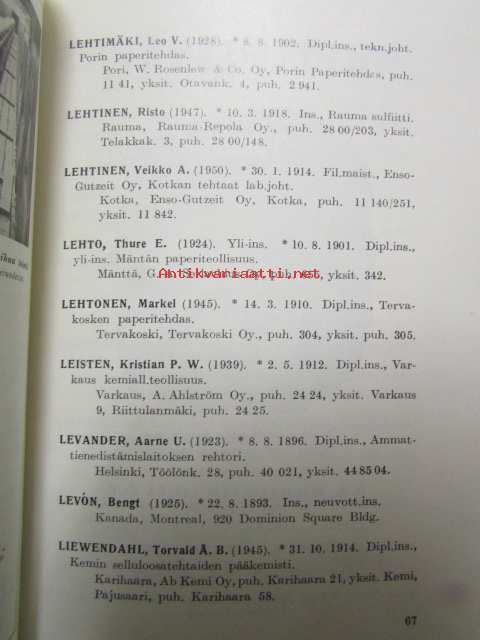 LEHTIMÄKI, Leo V. (1928). * 8. 8. 1902. Dipl.ins., tekn.joht.
Porin paperitehdas.
Pori, W. Rosenlew & Co. Oy, Porin Paperitehdas, puh.
11 41, yksit. Otavank. 4, puh. 2 941.
LEHTINEN, Risto (1947). * 10. 3. 1918. Ins., Rauma sulfiitti.
Rauma, Rauma-Repola Oy., puh. 28 00/203, yksit.
Telakkak. 3, puh. 28 00/148.
LEHTINEN, Veikko A. (1950). * 30. 1. 1914. Fil.maist., Enso-
Gutzeit Oy, Kotkan tehtaat lab.joht.
Kotka, Enso-Gutzeit Oy, Kotka, puh. 11 140/251,
yksit. 11 842.
LEHTO, Thure E. (1924). Yli-ins. * 10. 8. 1901. Dipl.ins.,
yli-ins. Mäntän paperiteollisuus.
Mänttä, G. puh. yksit. 342.
Antikvariaatti.net
LEHTONEN, Markel (1945). * 14. 3. 1910. Dipl.ins., Terva-
kosken paperitehdas.
Tervakoski, Tervakoski Oy., puh. 304, yksit. puh. 305.
LEISTEN, Kristian P. W. (1939). * 2. 5. 1912. Dipl.ins., Var-
kaus kemiall.teollisuus.
Varkaus, A. Ahlström Oy., puh. 24 24, yksit. Varkaus
9, Riittulanmäki, puh. 24 25.
LEVANDER, Aarne U. (1923). * 8. 8. 1896. Dipl.ins., Ammat-
tienedistämislaitoksen rehtori.
Helsinki, Töölönk. 28, puh. 40 021, yksit. 44 85 04.
LEVÒN, Bengt (1925). * 22. 8. 1893. Ins., neuvott.ins.
Kanada, Montreal, 920 Dominion Square Bldg.
LIEWENDAHL, Torvald Å. B. (1945). * 31. 10. 1914. Dipl.ins.,
Kemin selluloosatehtaiden pääkemisti.
Karihaara, Ab Kemi Oy, puh. Karihaara 21, yksit. Kemi,
Pajusaari, puh. Karihaara 58.
67